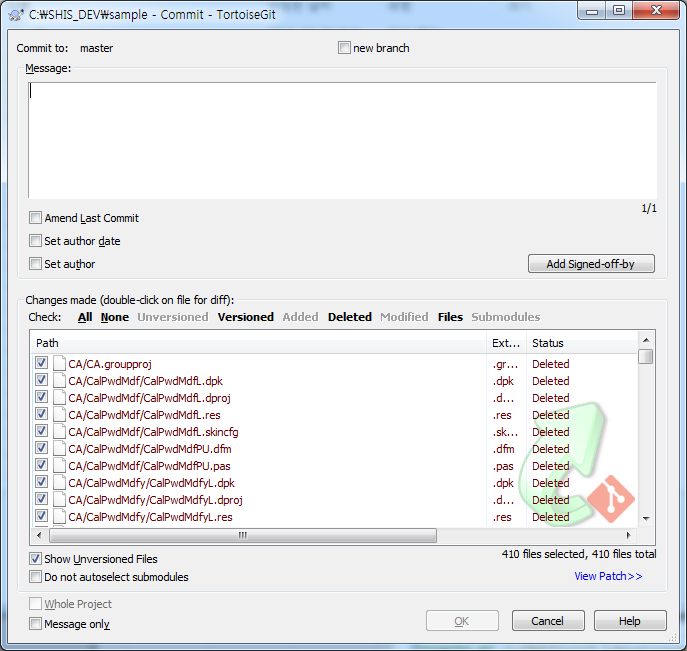 C:₩SHIS_DEV₩sample - Commit - TortoiseGit
Commit to: master new branch
Message:
1/1
Amend Last Commit
Set author date
Set author Add Signed-off-by
Changes made (double-click on file for diff):
Check: All None Unversioned Versioned Added Deleted Modified Files Submodules
Path Ext... Status
CA/CA.groupproj .gr... Deleted
CA/CalPwdMdf/CalPwdMdfL.dpk .dpk Deleted
CA/CalPwdMdf/CalPwdMdfL.dproj .d... Deleted
CA/CalPwdMdf/CalPwdMdfL.res .res Deleted
CA/CalPwdMdf/CalPwdMdfL.skincfg .sk... Deleted
CA/CalPwdMdf/CalPwdMdfPU.dfm .dfm Deleted
CA/CalPwdMdf/CalPwdMdfPU.pas .pas Deleted
CA/CalPwdMdfy/CalPwdMdfyL.dpk .dpk Deleted
CA/CalPwdMdfy/CalPwdMdfyL.dproj .d... Deleted
CA/CalPwdMdfy/CalPwdMdfyL.res .res Deleted
Show Unversioned Files 410 files selected, 410 files total
Do not autoselect submodules View Patch>>
Whole Project
Message only OK Cancel Help